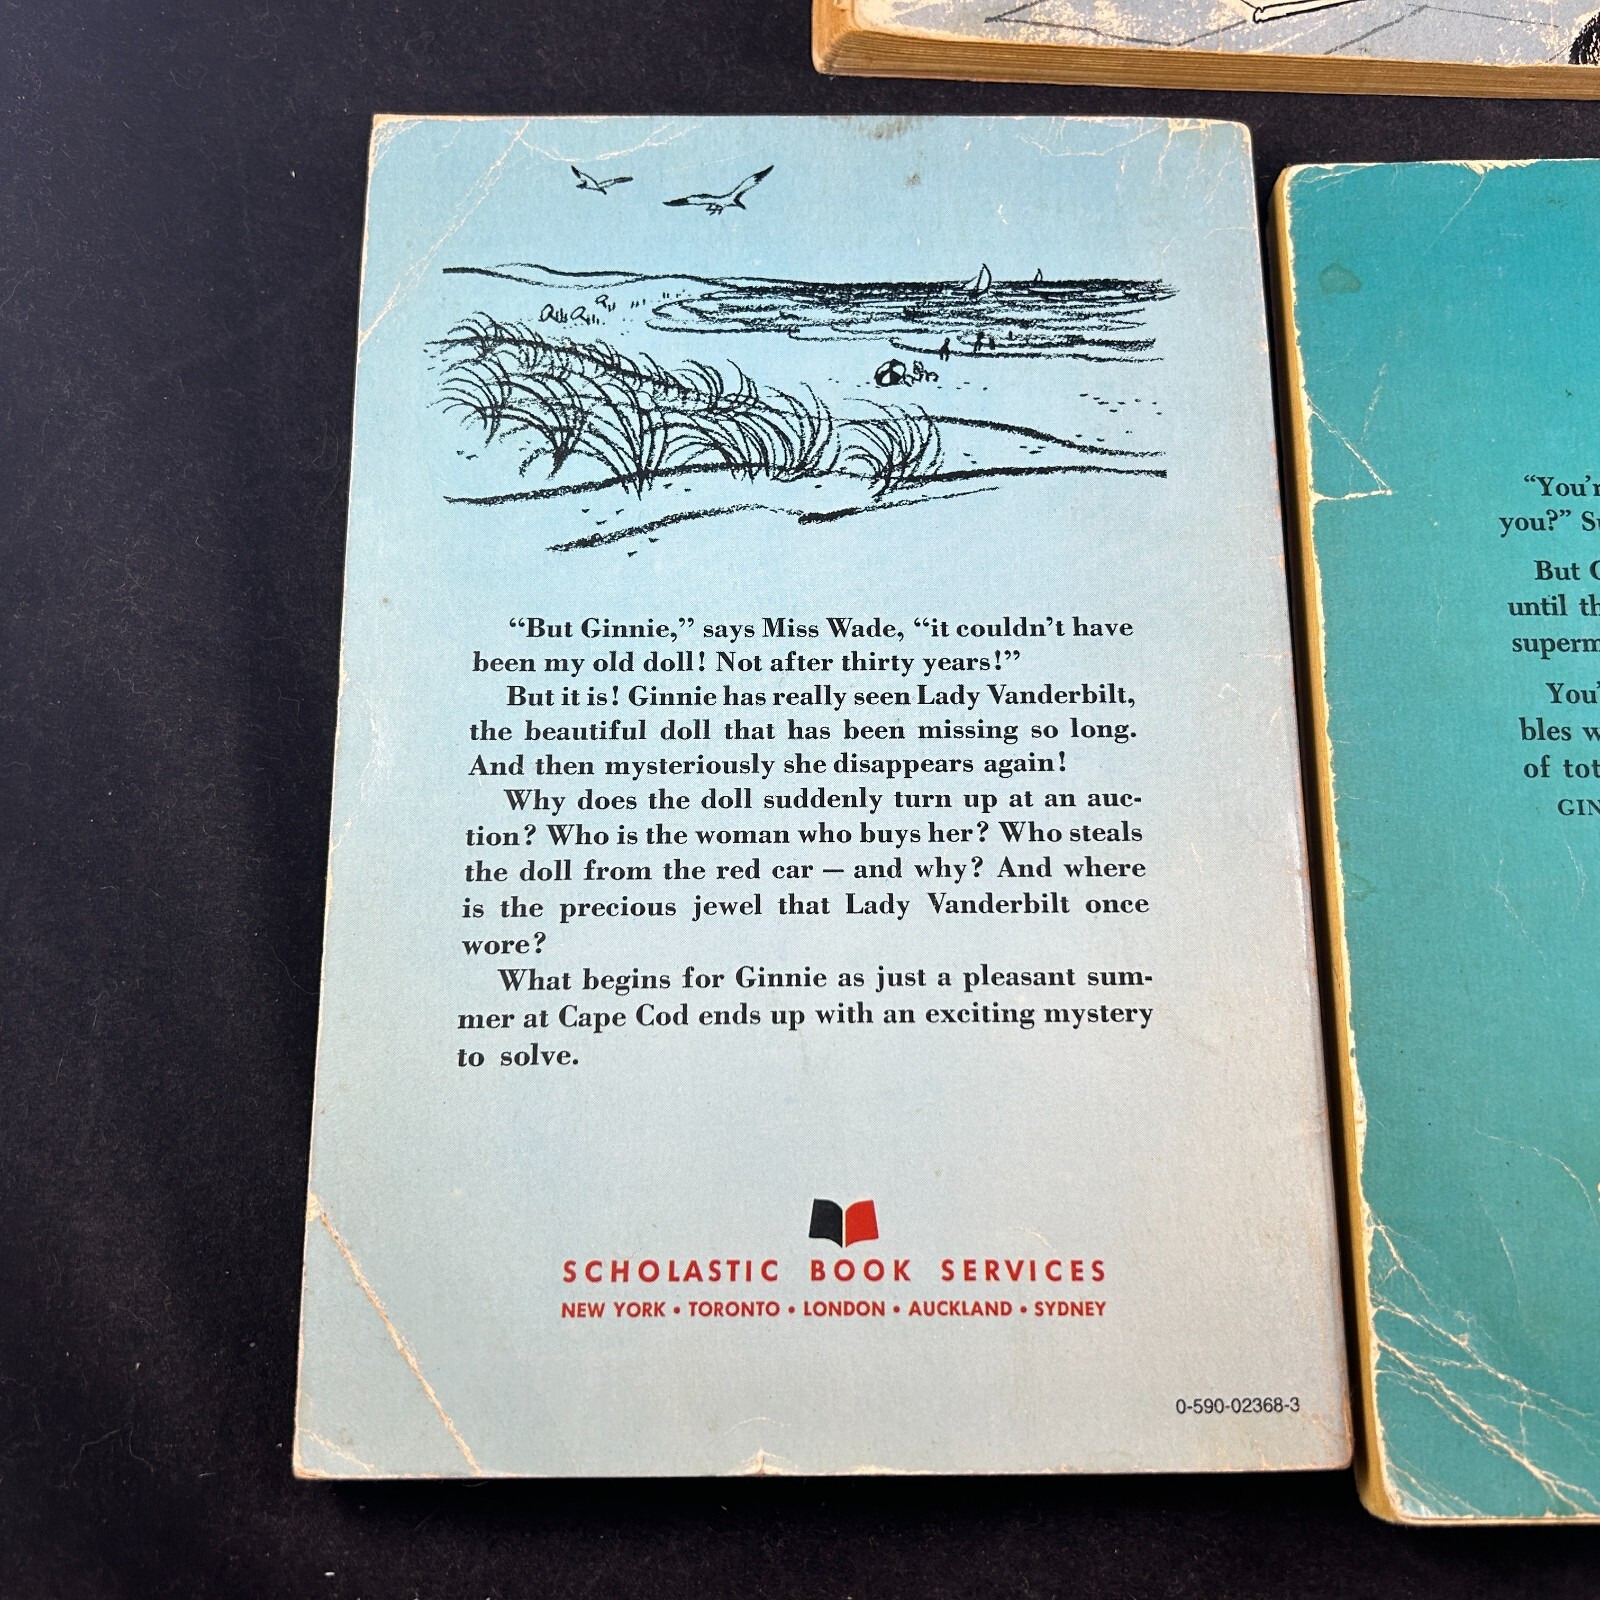 “But Ginnie,” says Miss Wade, “it couldn’t have
been my old doll! Not after thirty years!”
But it is! Ginnie has really seen Lady Vanderbilt,
the beautiful doll that has been missing so long.
And then mysteriously she disappears again!
Why does the doll suddenly turn up at an auc-
tion? Who is the woman who buys her? Who steals
the doll from the red car — and why? And where
is the precious jewel that Lady Vanderbilt once
wore?
What begins for Ginnie as just a pleasant sum-
mer at Cape Cod ends up with an exciting mystery
to solve.
SCHOLASTIC BOOK SERVICES
NEW YORK • TORONTO • LONDON • AUCKLAND • SYDNEY
0-590-02368-3
you?”
But
until
bles
of